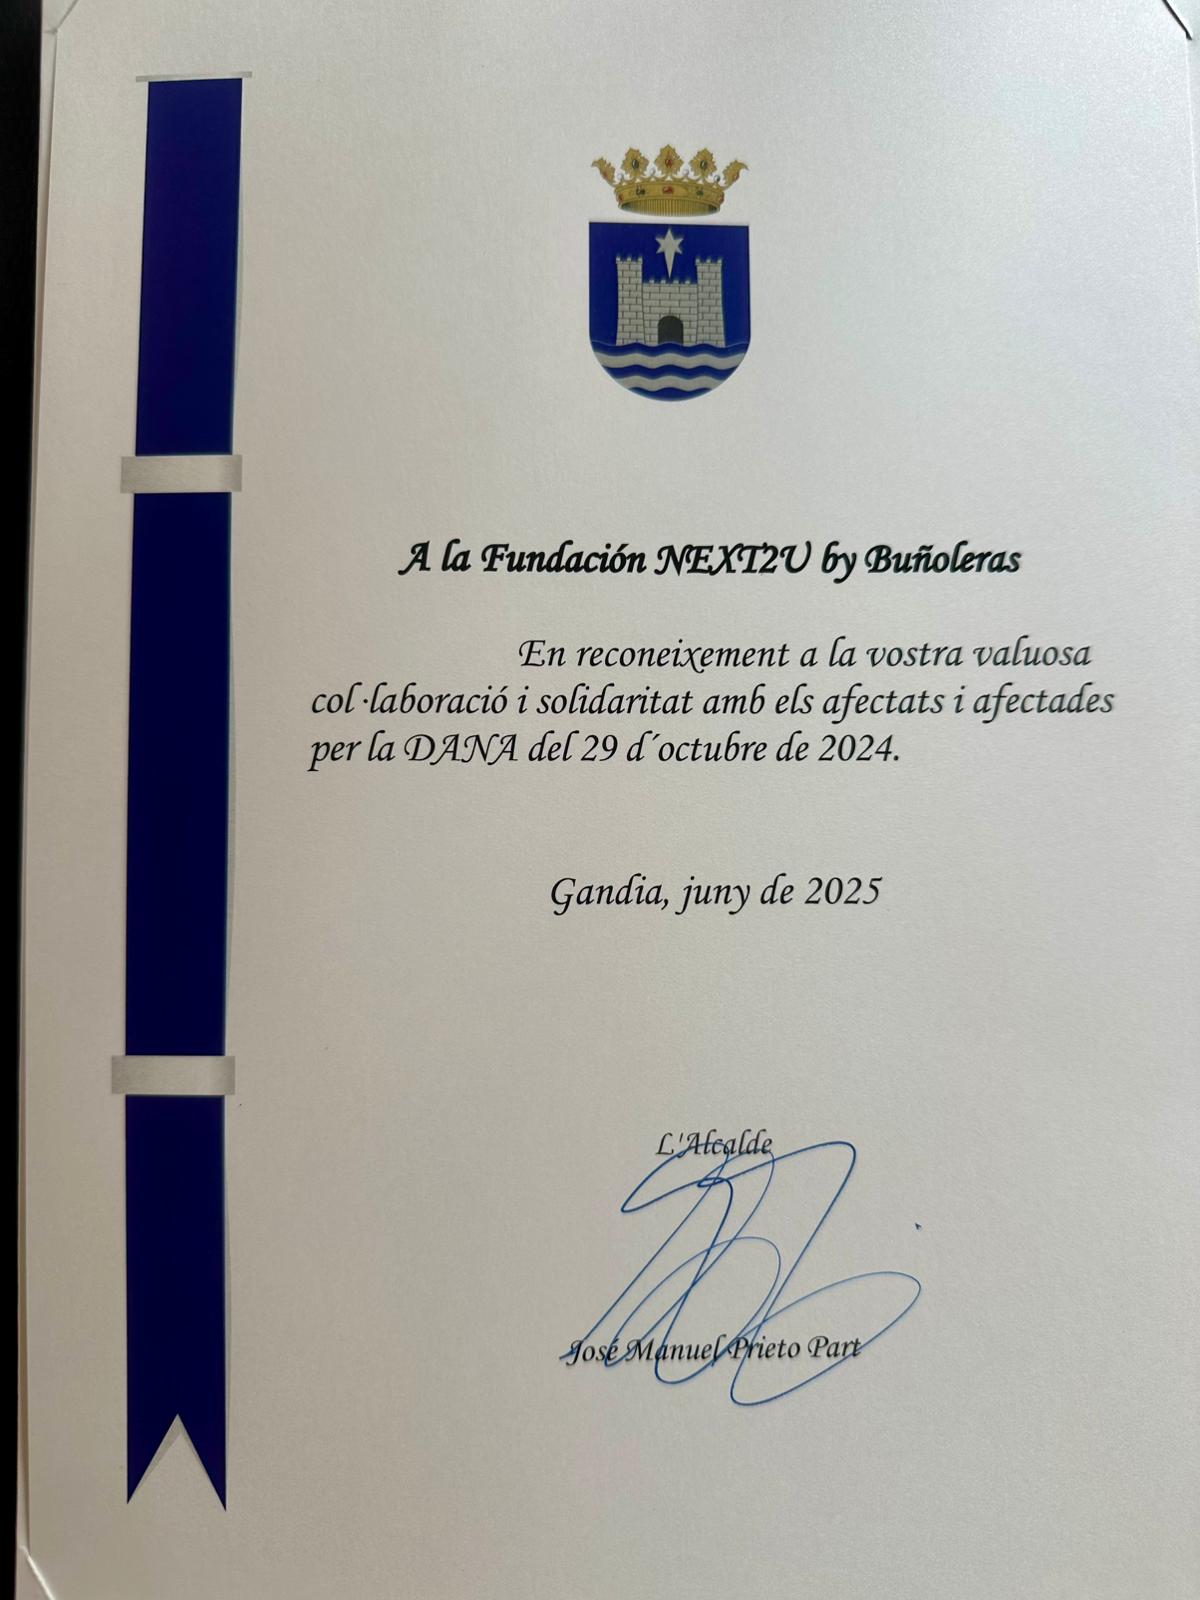 A la Fundación NEXT2U by Buñoleras
En reconeixement a la vostra valuosa
col·laboració i solidaritat amb els afectats i afectades
per la DANA del 29 d´octubre de 2024.
Gandia, juny de 2025
L'Alcalde
José Manuel Prieto Part